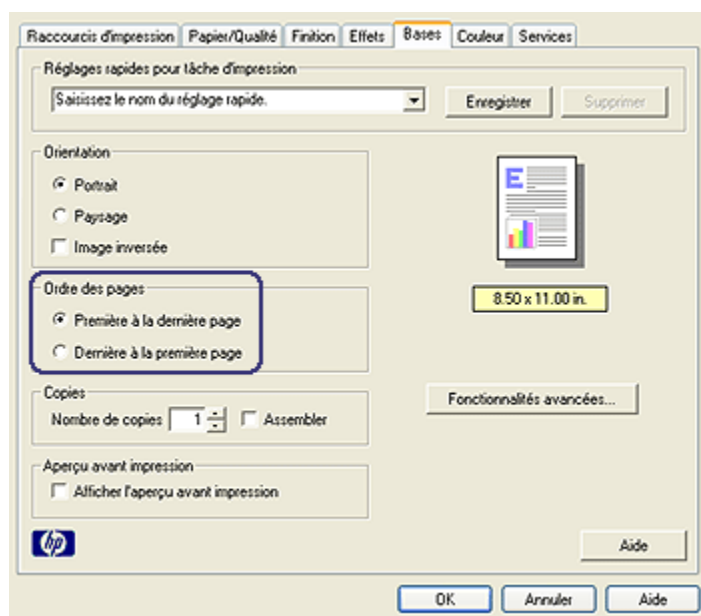 Raccourcis d'impression Papier/Qualité Finition Effets Bases Couleur Services
Réglages rapides pour tâche d'impression
Saisissez le nom du réglage rapide. Enregistrer Supprimer
Orientation
Portrait
Paysage
Image inversée
E
8.50 x 11.00 in.
Ordre des pages
Première à la dernière page
Dernière à la première page
Copies
Nombre de copies 1 Assembler
Fonctionnalités avancées...
Aperçu avant impression
Afficher l'aperçu avant impression
hp Aide
OK Annuler Aide